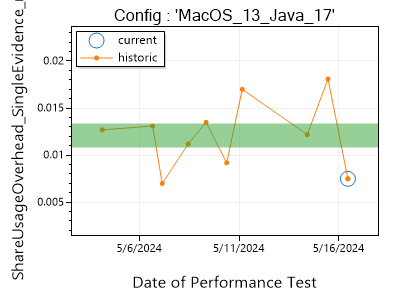 Config : 'MacOS_13_Java_17'
current
historic
0.02
0.015
0.01
0.005
5/6/2024
5/11/2024
5/16/2024
Date of Performance Test
ShareUsageOverhead_SingleEvidence_